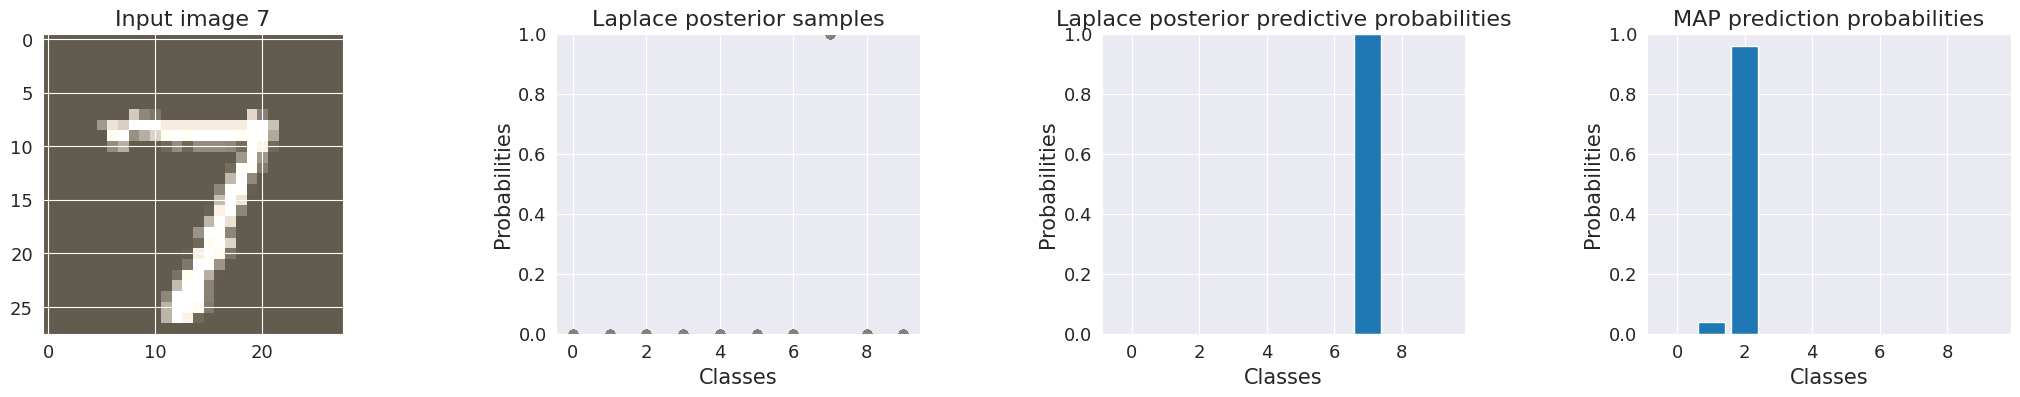 Input image 7
0
5
10
15
20
25
0 10 20
Laplace posterior samples
1.0
0.8
0.6
0.4
0.2
0.0
Probabilities
0 2 4 6 8
Classes
Laplace posterior predictive probabilities
1.0
0.8
0.6
0.4
0.2
0.0
Probabilities
0 2 4 6 8
Classes
MAP prediction probabilities
1.0
0.8
0.6
0.4
0.2
0.0
Probabilities
0 2 4 6 8
Classes
7